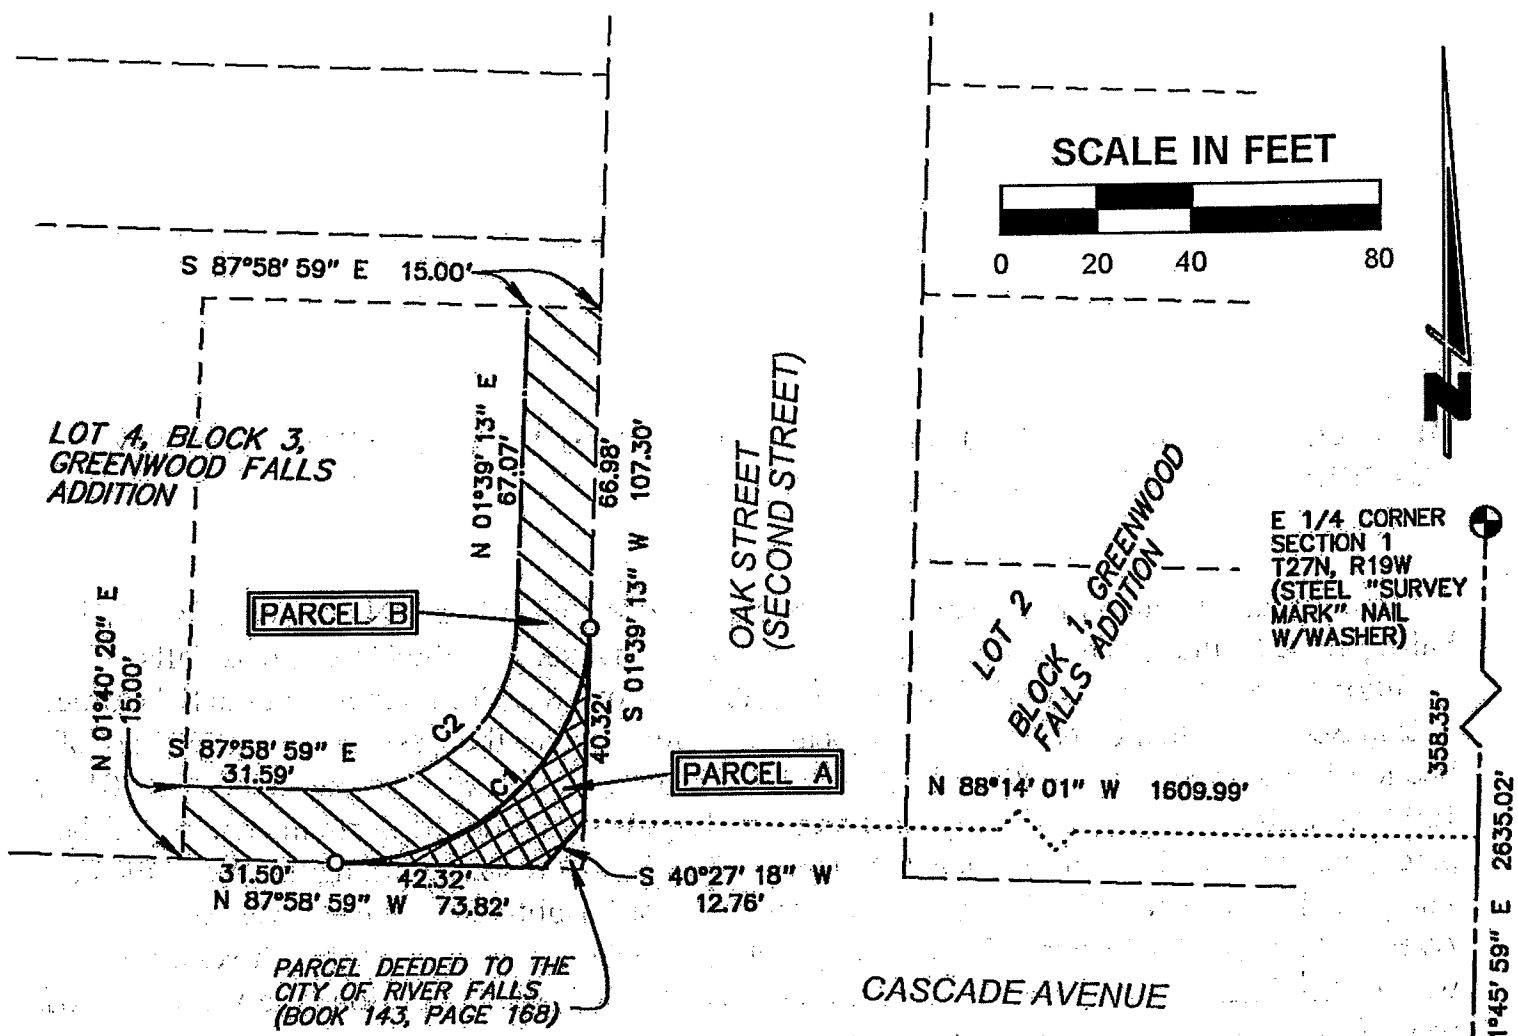 SCALE IN FEET
0 20 40 80
S 87°58'59" E 15.00'
N
LOT 4, BLOCK 3,
GREENWOOD FALLS
ADDITION
N 01°39'13" E
67.07'
66.98'
S 01°39'13" W 107.30'
OAK STREET
(SECOND STREET)
LOT 2
BLOCK 1, GREENWOOD
FALLS ADDITION
E 1/4 CORNER
SECTION 1
T27N, R19W
(STEEL "SURVEY
MARK" NAIL
W/WASHER)
PARCEL B
N 01°40'20" E
15.00'
S 87°58'59" E
31.59'
C2
C1
40.32'
PARCEL A
N 88°14'01" W 1609.99'
358.35'
1°45'59" E 2635.02'
31.50'
42.32'
N 87°58'59" W 73.82'
S 40°27'18" W
12.76'
PARCEL DEEDED TO THE
CITY OF RIVER FALLS
(BOOK 143, PAGE 168)
CASCADE AVENUE